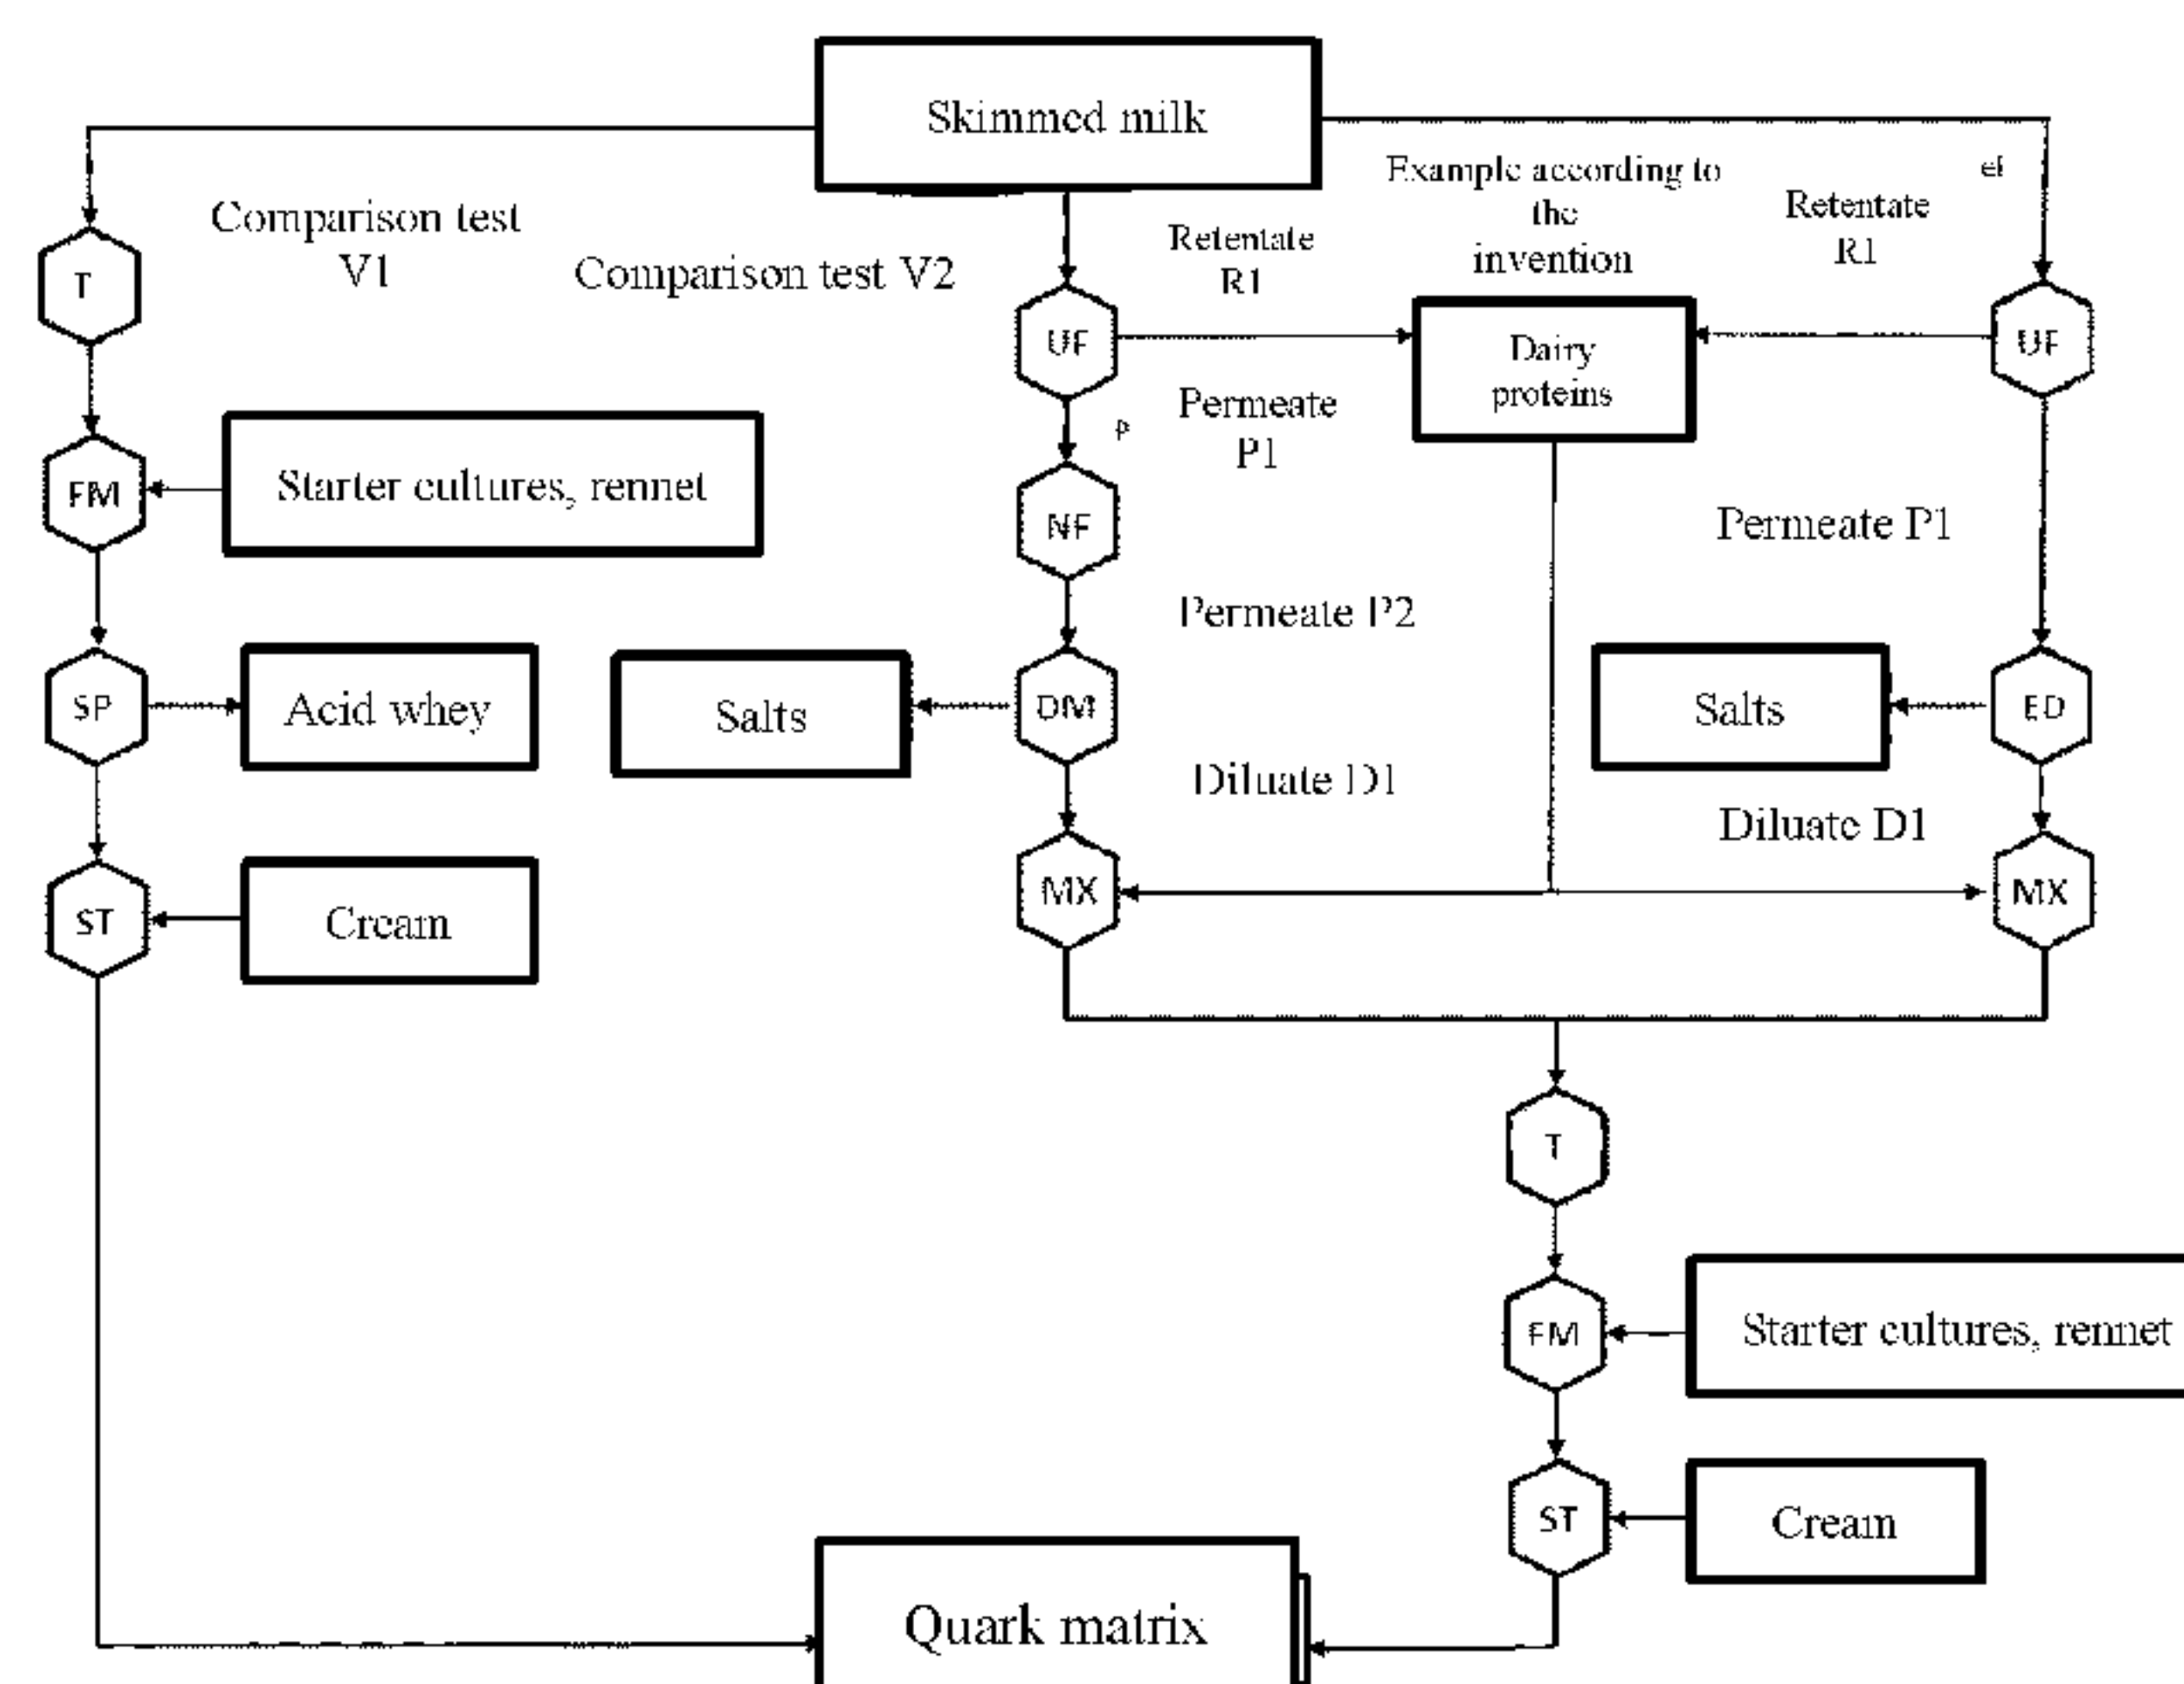 Skimmed milk
Comparison test
V1
Comparison test V2
Retentate
R1
Example according to
the
invention
Retentate
R1
el
T
UF
Dairy
proteins
UF
Permeate
P1
P
FM
Starter cultures, rennet
NF
Permeate P1
Permeate P2
SP
Acid whey
Salts
DM
Salts
ED
Diluate D1
Diluate D1
ST
Cream
MX
MX
T
FM
Starter cultures, rennet
ST
Cream
Quark matrix